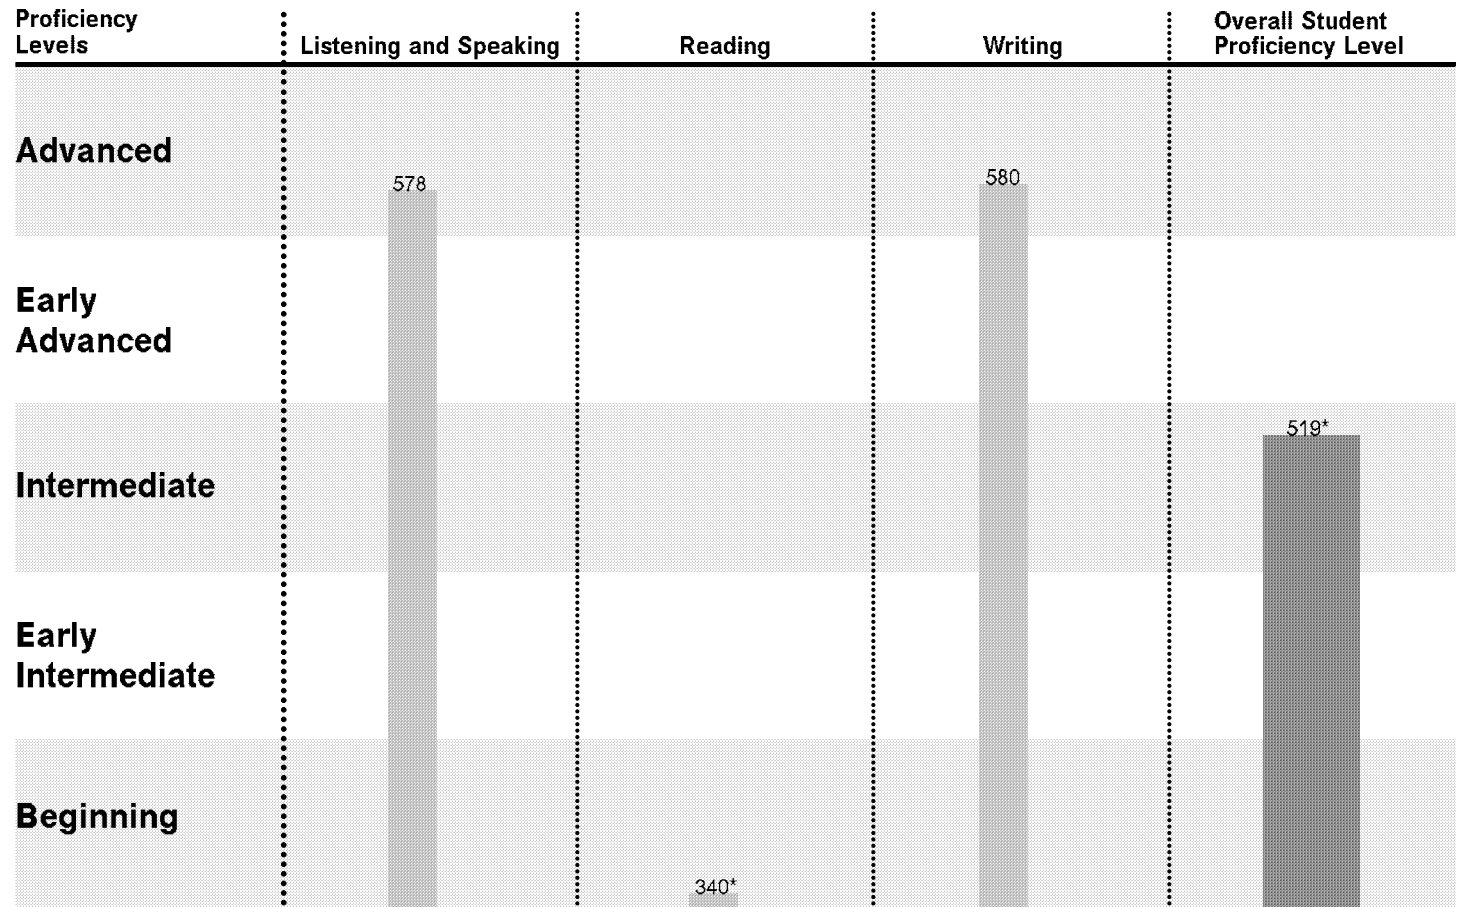 Proficiency
Levels
Listening and Speaking
Reading
Writing
Overall Student
Proficiency Level
Advanced
578
580
Early
Advanced
519*
Intermediate
Early
Intermediate
Beginning
340*